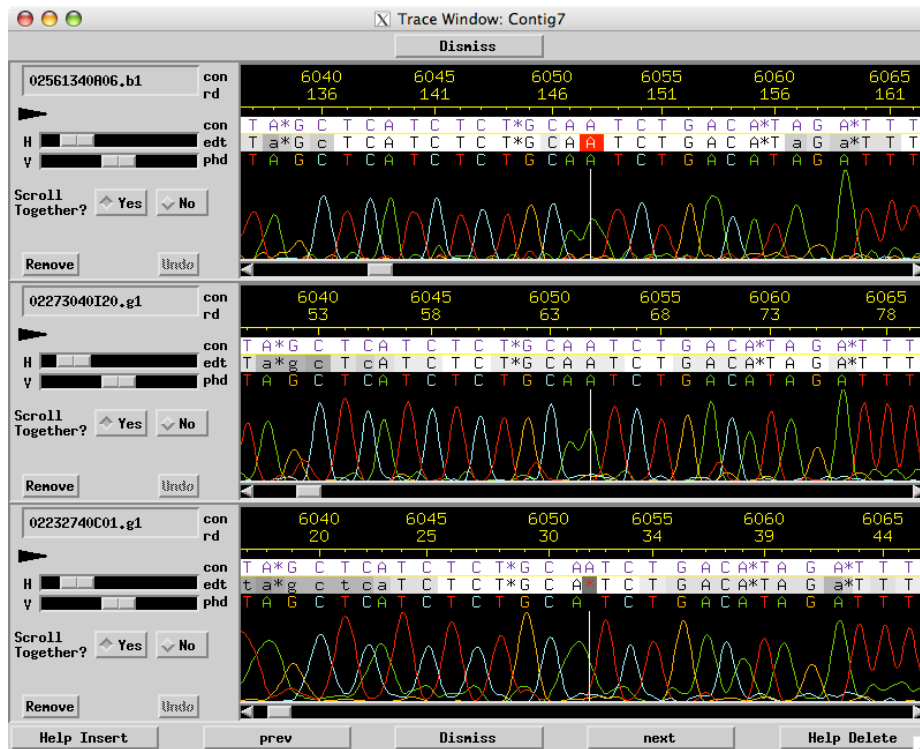 X Trace Window: Contig7
Dismiss
02561340A06.b1
con 6040 6045 6050 6055 6060 6065
rd 136 141 146 151 156 161
con T A*G C T C A T C T C T*G C A A T C T G A C A*T A G A*T T T
H edt T a*G c T C A T C T C T*G C A A T C T G A C A*T a G a*T T T
V phd T A G C T C A T C T C T G C A A T C T G A C A T A G A T T T
Scroll Together? Yes No
Remove Undo
02273040I20.g1
con 6040 6045 6050 6055 6060 6065
rd 53 58 63 68 73 78
con T A*G C T C A T C T C T*G C A A T C T G A C A*T A G A*T T T
H edt T a*g c T c A T C T C T*G C A A T C T G A C A*T A G A*T T T
V phd T A G C T C A T C T C T G C A A T C T G A C A T A G A T T T
Scroll Together? Yes No
Remove Undo
02232740C01.g1
con 6040 6045 6050 6055 6060 6065
rd 20 25 30 34 39 44
con T A*G C T C A T C T C T*G C A A T C T G A C A*T A G A*T T T
H edt t a*g c t c a T C T C T*G C A * T C T G A C A*T A G a*T T T
V phd T A G C T C A T C T C T G C A T C T G A C A T A G A T T T
Scroll Together? Yes No
Remove Undo
Help Insert prev Dismiss next Help Delete